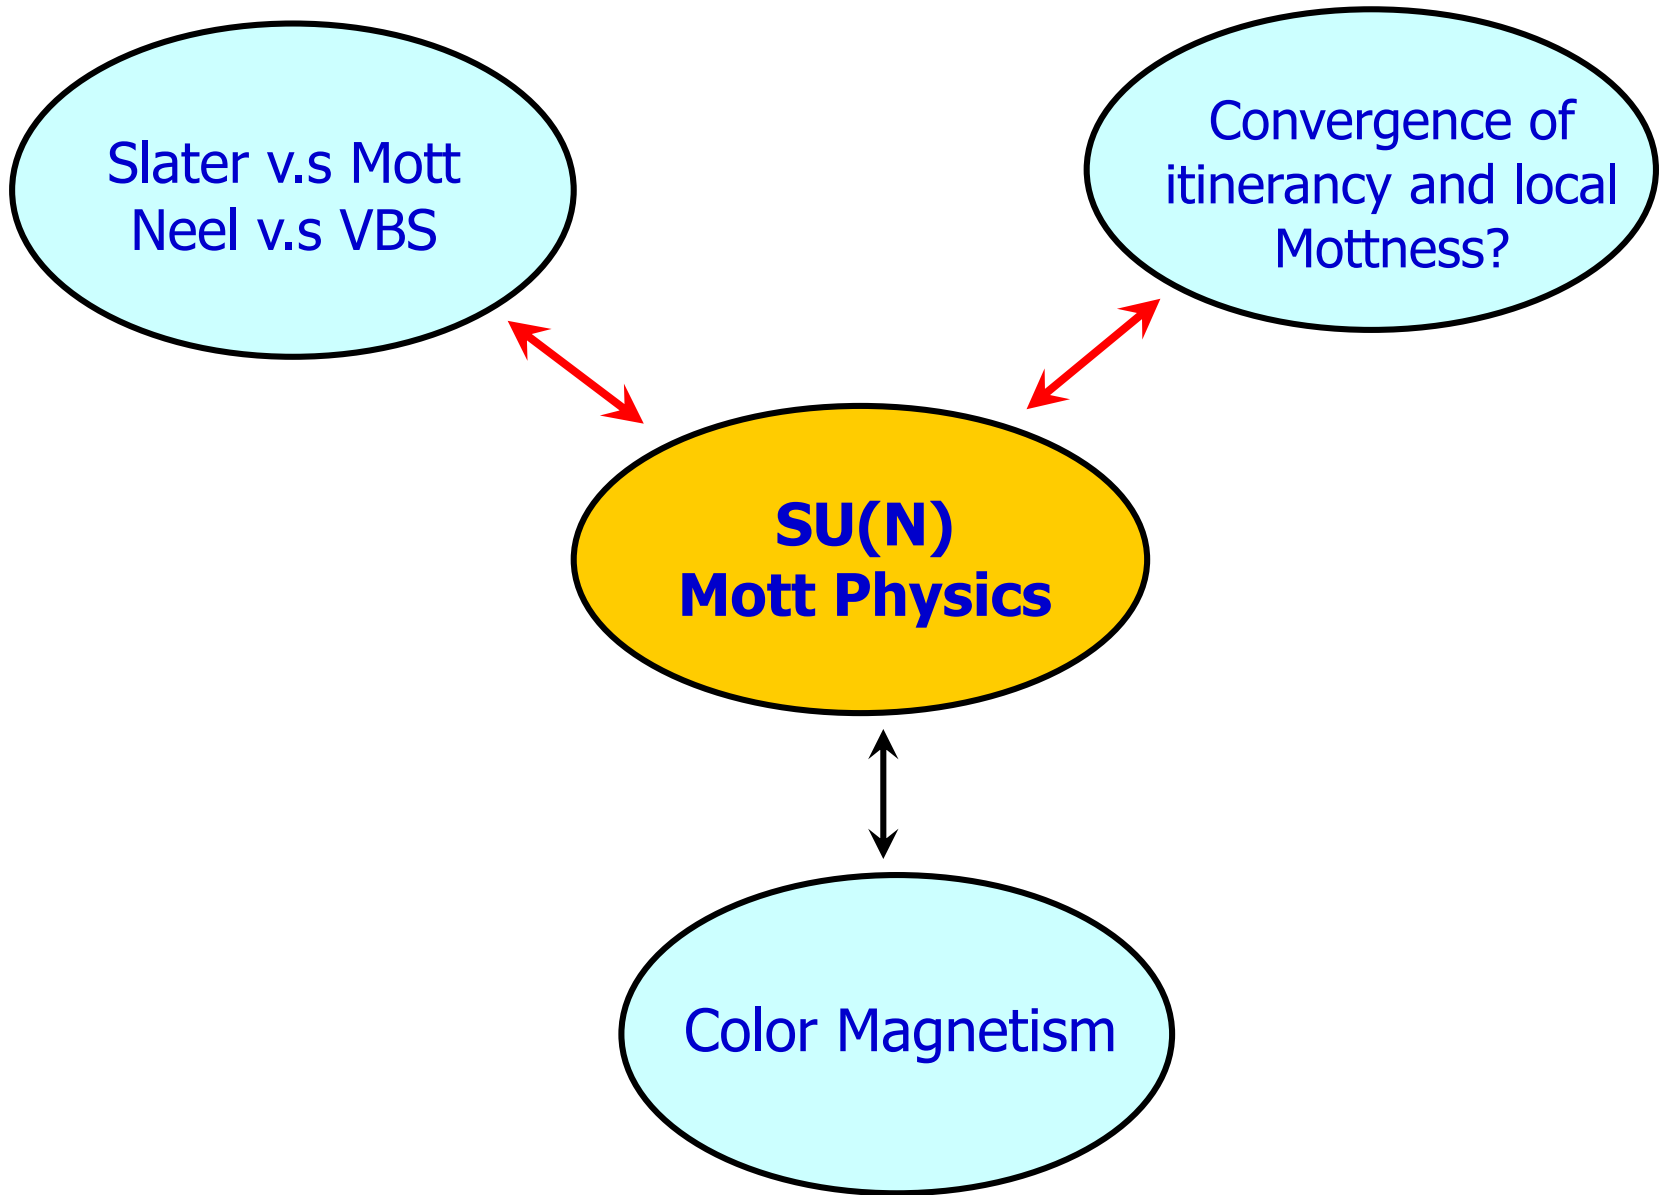 Slater v.s Mott
Neel v.s VBS
Convergence of
itinerancy and local
Mottness?
SU(N)
Mott Physics
Color Magnetism